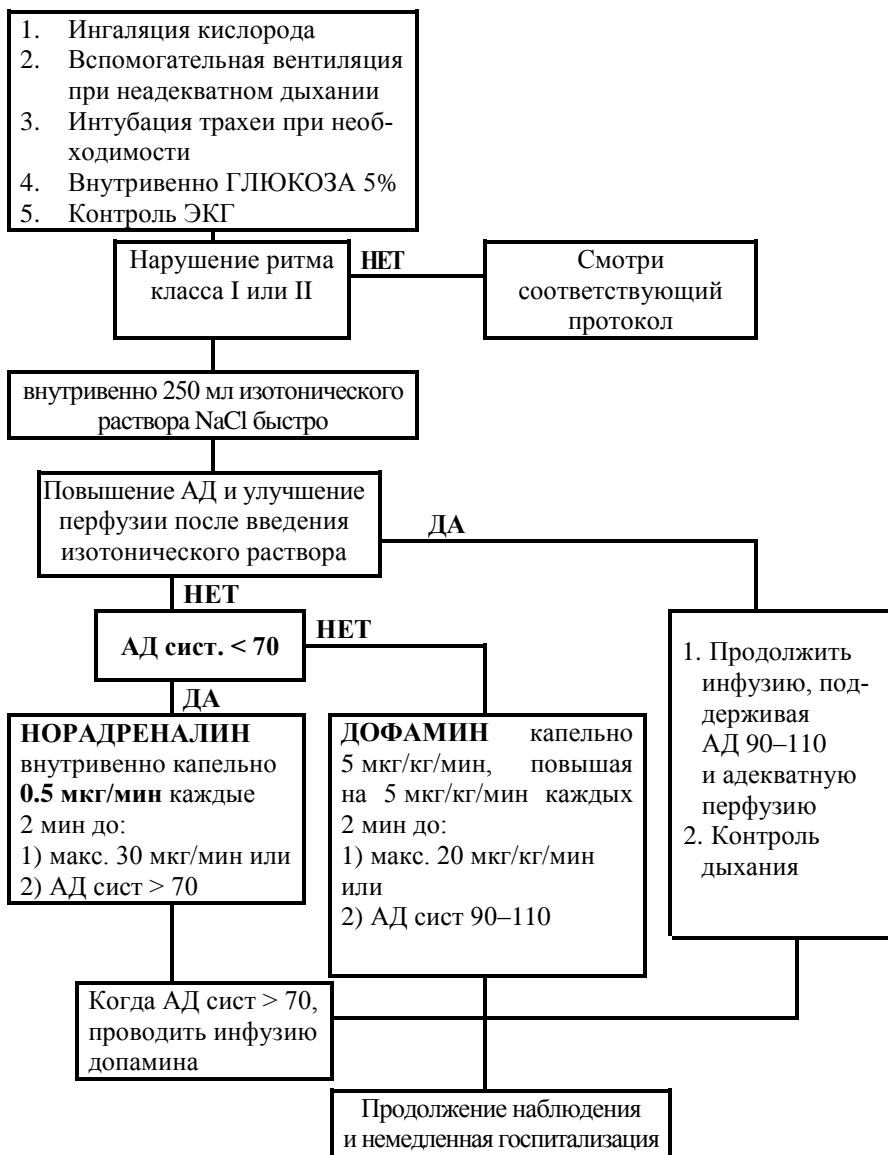 1. Ингаляция кислорода
2. Вспомогательная вентиляция
при неадекватном дыхании
3. Интубация трахеи при необ-
ходимости
4. Внутривенно ГЛЮКОЗА 5%
5. Контроль ЭКГ
Нарушение ритма
класса I или II
НЕТ
Смотри
соответствующий
протокол
внутривенно 250 мл изотонического
раствора NaCl быстро
Повышение АД и улучшение
перфузии после введения
изотонического раствора
ДА
НЕТ
АД сист. < 70
НЕТ
ДА
НОРАДРЕНАЛИН
внутривенно капельно
0.5 мкг/мин каждые
2 мин до:
1) макс. 30 мкг/мин или
2) АД сист > 70
ДОФАМИН капельно
5 мкг/кг/мин, повышая
на 5 мкг/кг/мин каждых
2 мин до:
1) макс. 20 мкг/кг/мин
или
2) АД сист 90–110
1. Продолжить
инфузию, под-
держивая
АД 90–110
и адекватную
перфузию
2. Контроль
дыхания
Когда АД сист > 70,
проводить инфузию
допамина
Продолжение наблюдения
и немедленная госпитализация